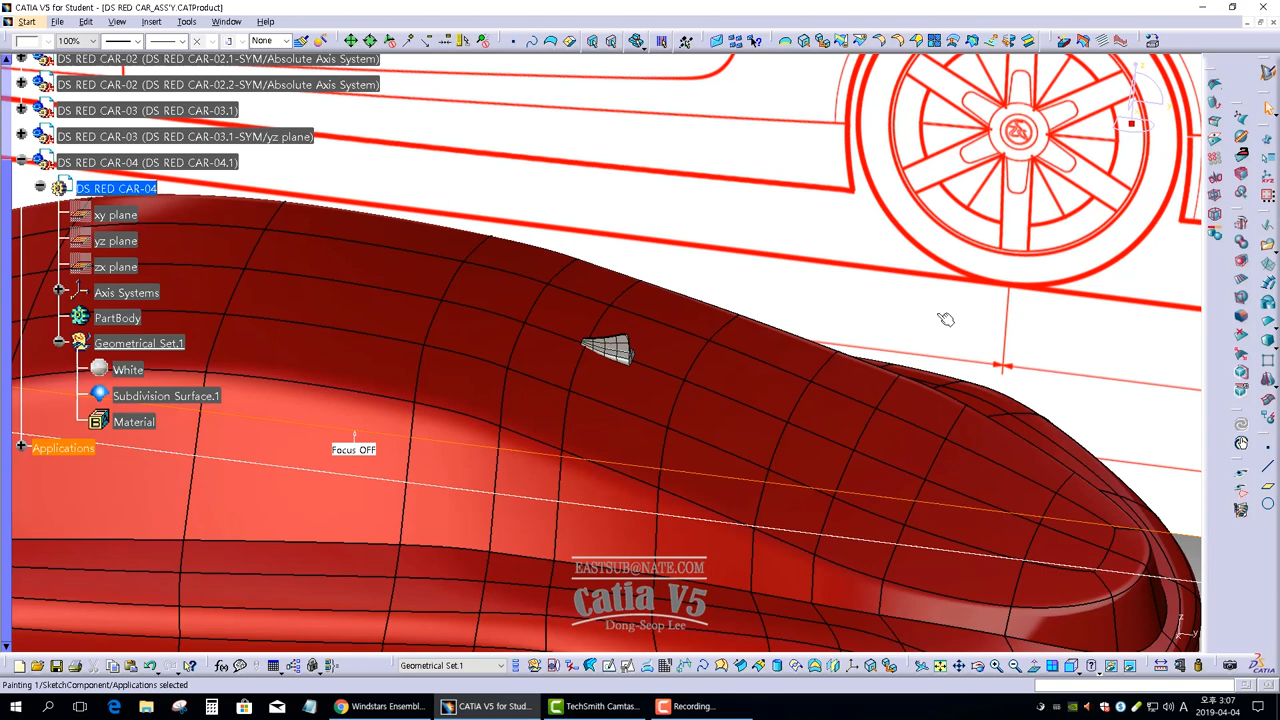 CATIA V5 for Student - [DS RED CAR_ASS'Y.CATProduct]
Start File Edit View Insert Tools Window Help
100% None
DS RED CAR-02 (DS RED CAR-02.1-SYM/Absolute Axis System)
DS RED CAR-02 (DS RED CAR-02.2-SYM/Absolute Axis System)
DS RED CAR-03 (DS RED CAR-03.1)
DS RED CAR-03 (DS RED CAR-03.1-SYM/yz plane)
DS RED CAR-04 (DS RED CAR-04.1)
DS RED CAR-04
xy plane
yz plane
zx plane
Axis Systems
PartBody
Geometrical Set.1
White
Subdivision Surface.1
Material
Applications
Focus OFF
EASTSUB@NATE.COM
Catia V5
Dong-Seop Lee
Geometrical Set.1
Painting 1/SketchComponent/Applications selected
Windstars Ensembl...
CATIA V5 for Stud...
TechSmith Camtas...
Recording...
오후 3:07
2019-04-04